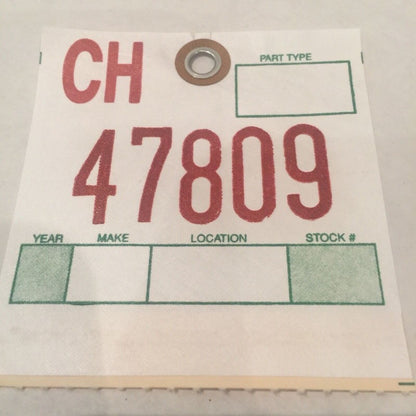 CH PART TYPE
47809
YEAR MAKE LOCATION STOCK #